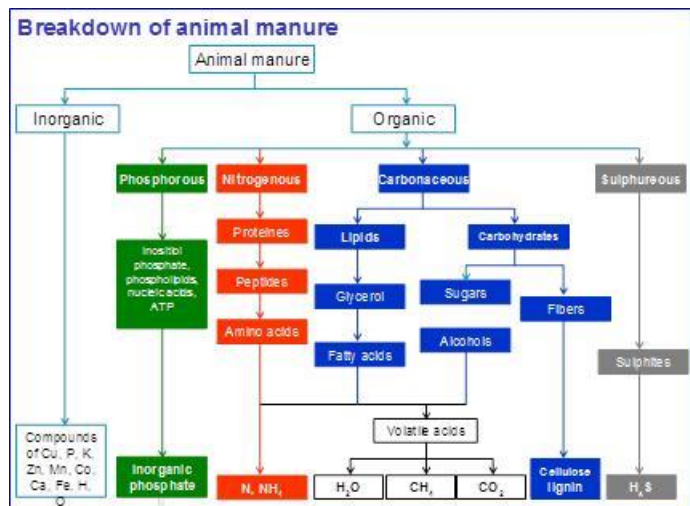 Breakdown of animal manure
Animal manure
Inorganic
Organic
Phosphorous
Nitrogenous
Carbonaceous
Sulphureous
Proteines
Lipids
Carbohydrates
Inositol
phosphate,
phospholipids,
nucleic acids,
ATP
Peptides
Glycerol
Sugars
Fibers
Amino acids
Fatty acids
Alcohols
Sulphites
Volatile acids
Compounds
of Cu, P, K,
Zn, Mn, Co,
Ca, Fe, H,
O
Inorganic
phosphate
N, NH₄
H₂O
CH₄
CO₂
Cellulose
lignin